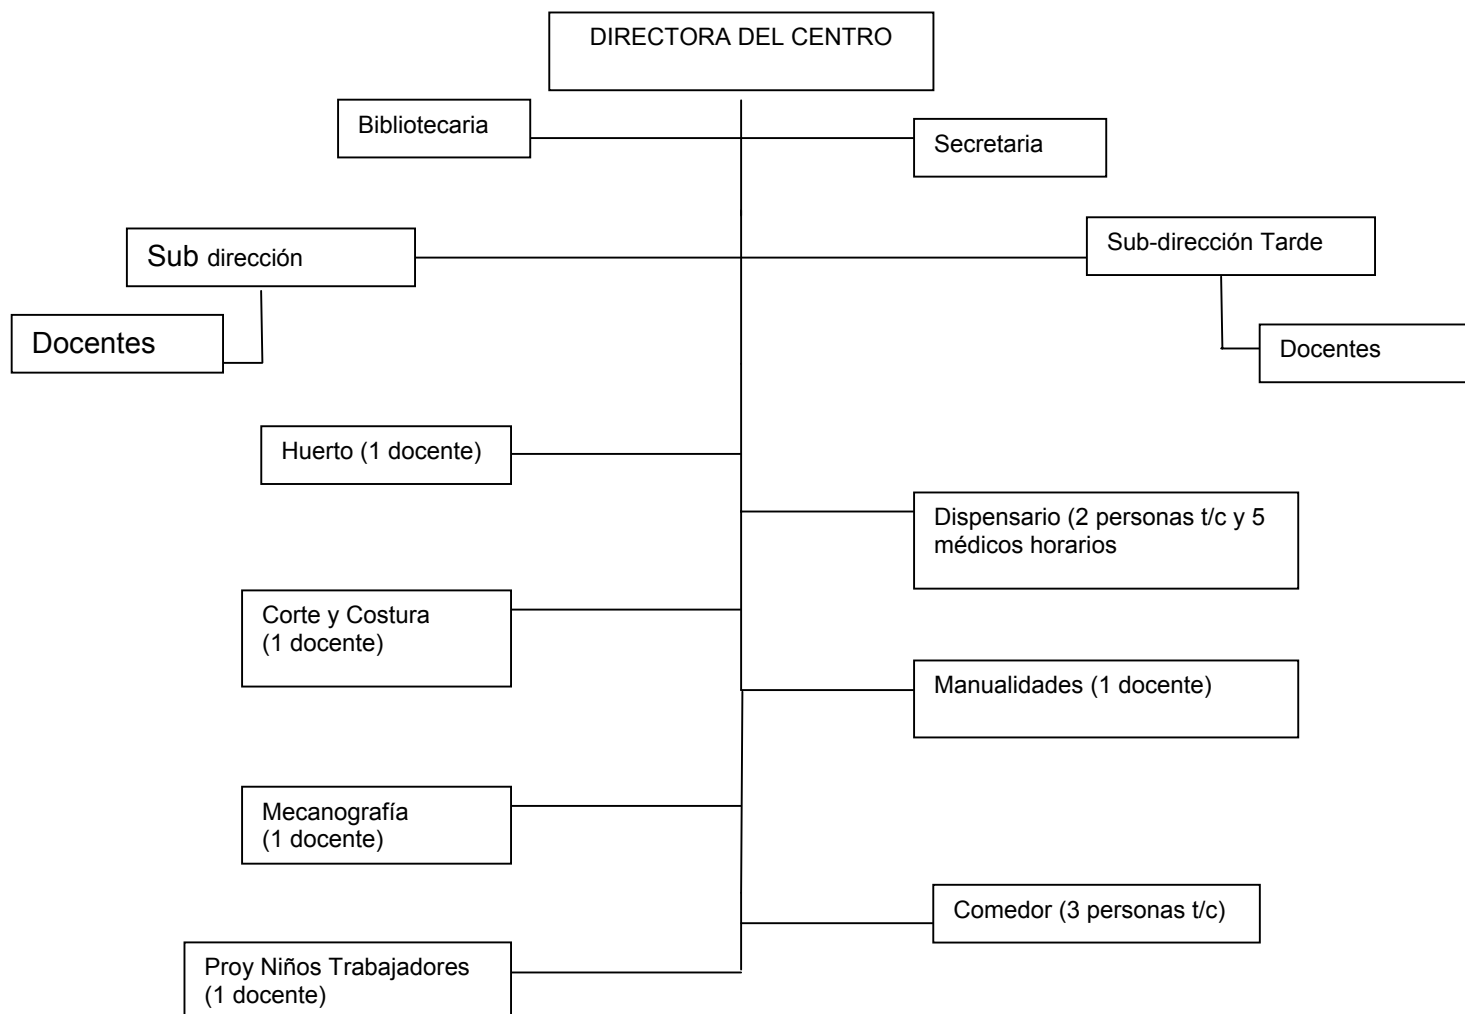 DIRECTORA DEL CENTRO
Bibliotecaria
Secretaria
Sub dirección
Sub-dirección Tarde
Docentes
Docentes
Huerto (1 docente)
Dispensario (2 personas t/c y 5
médicos horarios
Corte y Costura
(1 docente)
Manualidades (1 docente)
Mecanografía
(1 docente)
Comedor (3 personas t/c)
Proy Niños Trabajadores
(1 docente)